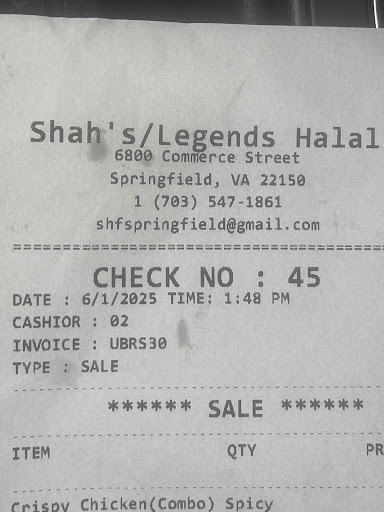 Shah's/Legends Halal
6800 Commerce Street
Springfield, VA 22150
1 (703) 547-1861
shfspringfield@gmail.com
CHECK NO : 45
DATE : 6/1/2025 TIME: 1:48 PM
CASHIOR : 02
INVOICE : UBRS30
TYPE : SALE
****** SALE ******
ITEM QTY PR
Crispy Chicken(Combo) Spicy